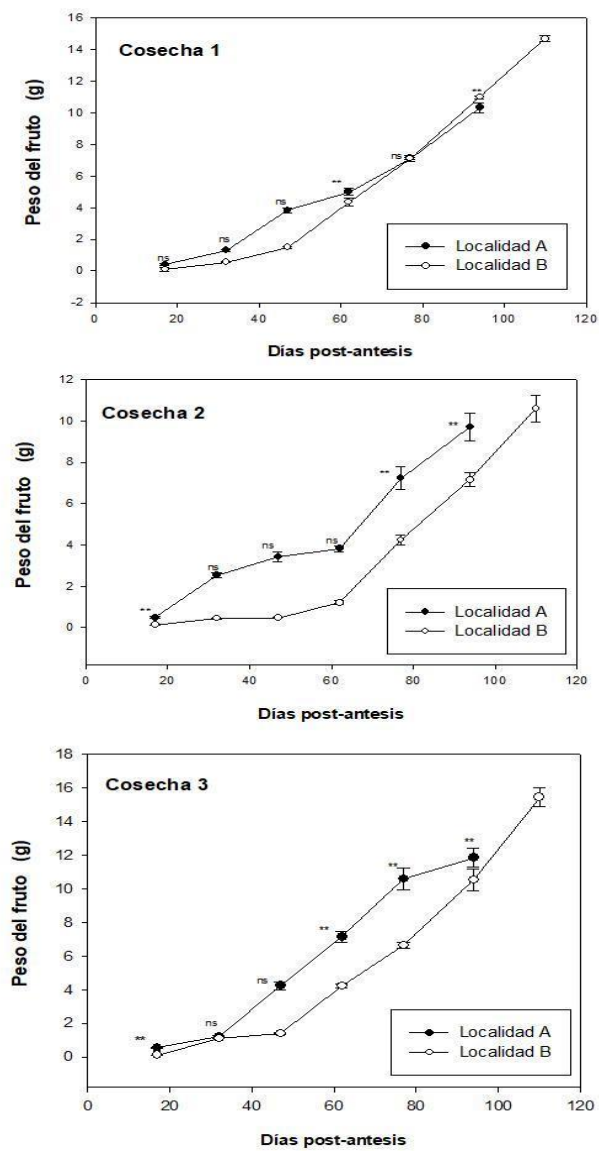 16
14
Cosecha 1
12
**
10
Peso del fruto (g)
8
ns
6
**
ns
4
2
ns
ns
0
-2
Localidad A
Localidad B
0 20 40 60 80 100 120
Días post-antesis
12
Cosecha 2
10
**
8
**
Peso del fruto (g)
6
4
ns
ns
ns
2
**
0
Localidad A
Localidad B
0 20 40 60 80 100 120
Días post-antesis
18
16
Cosecha 3
14
**
12
**
10
Peso del fruto (g)
8
**
6
4
ns
2
ns
**
0
Localidad A
Localidad B
0 20 40 60 80 100 120
Días post-antesis